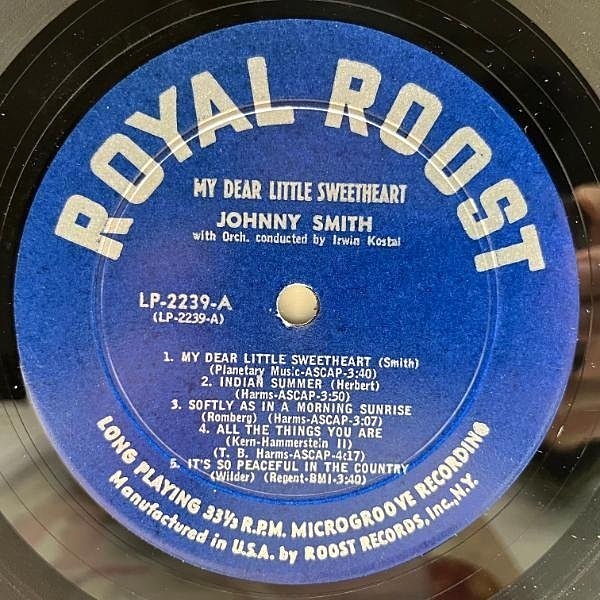 ROYAL ROOST
MY DEAR LITTLE SWEETHEART
JOHNNY SMITH
with Orch. conducted by Irwin Kostal
LP-2239-A
(LP-2239-A)
1. MY DEAR LITTLE SWEETHEART (Smith)
(Planetary Music-ASCAP-3:40)
2. INDIAN SUMMER (Herbert)
(Harms-ASCAP-3:50)
3. SOFTLY AS IN A MORNING SUNRISE
(Romberg) (Harms-ASCAP-3:07)
4. ALL THE THINGS YOU ARE
(Kern-Hammerstein II)
(T. B. Harms-ASCAP-4:17)
5. IT'S SO PEACEFUL IN THE COUNTRY
(Wilder) (Regent-BMI-3:40)
LONG PLAYING 33⅓ R.P.M. MICROGROOVE RECORDING
Manufactured in U.S.A. by ROOST RECORDS, Inc., N.Y.